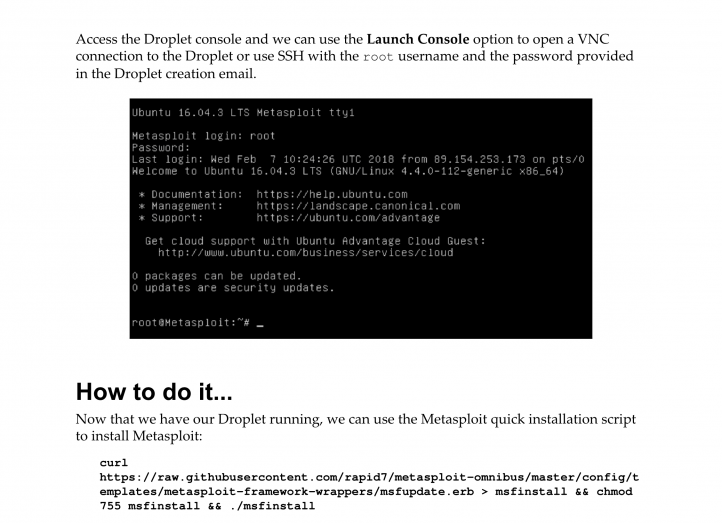 Access the Droplet console and we can use the Launch Console option to open a VNC
connection to the Droplet or use SSH with the root username and the password provided
in the Droplet creation email.
Ubuntu 16.04.3 LTS Metasploit tty1
Metasploit login: root
Password:
Last login: Wed Feb  7 10:24:26 UTC 2018 from 89.154.253.173 on pts/0
Welcome to Ubuntu 16.04.3 LTS (GNU/Linux 4.4.0-112-generic x86_64)
* Documentation:  https://help.ubuntu.com
* Management:     https://landscape.canonical.com
* Support:        https://ubuntu.com/advantage
Get cloud support with Ubuntu Advantage Cloud Guest:
http://www.ubuntu.com/business/services/cloud
0 packages can be updated.
0 updates are security updates.
root@Metasploit:~# _
How to do it...
Now that we have our Droplet running, we can use the Metasploit quick installation script
to install Metasploit:
curl
https://raw.githubusercontent.com/rapid7/metasploit-omnibus/master/config/t
emplates/metasploit-framework-wrappers/msfupdate.erb > msfinstall && chmod
755 msfinstall && ./msfinstall